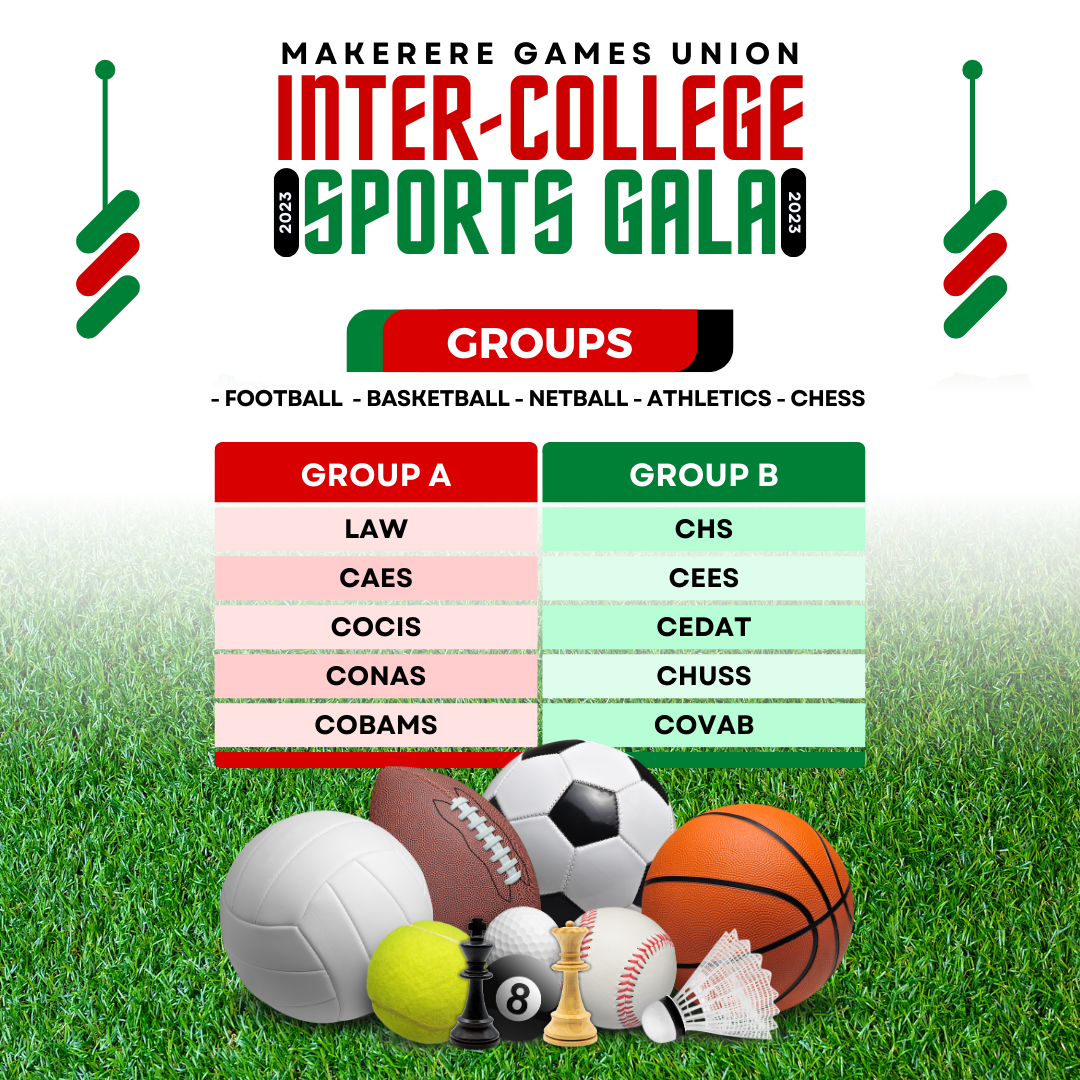 MAKERERE GAMES UNION
INTER-COLLEGE
2023 SPORTS GALA 2023
GROUPS
- FOOTBALL - BASKETBALL - NETBALL - ATHLETICS - CHESS
GROUP A GROUP B
LAW CHS
CAES CEES
COCIS CEDAT
CONAS CHUSS
COBAMS COVAB
8